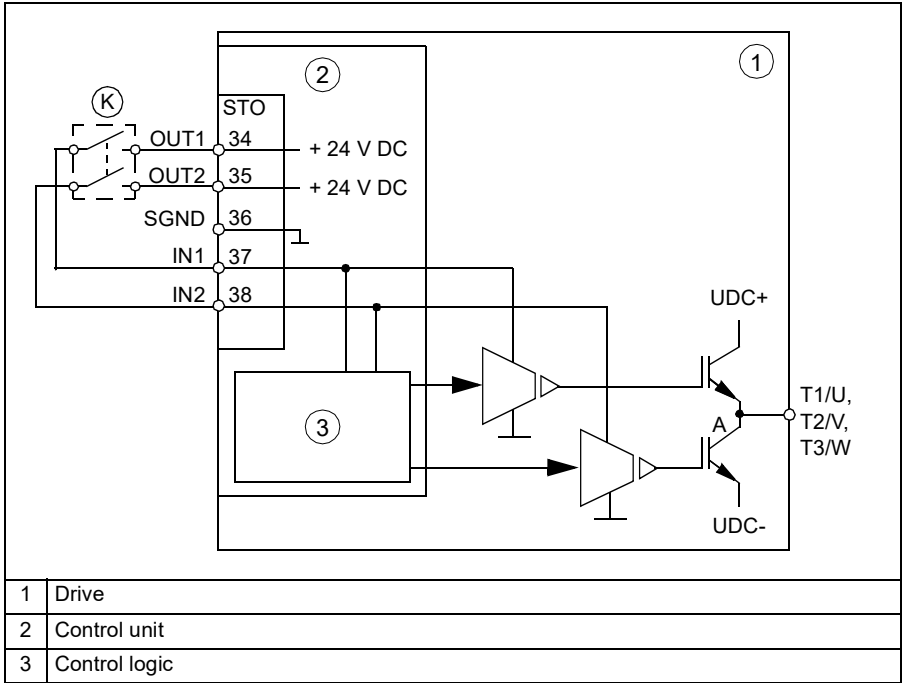 1
2
K
STO
OUT1 34 + 24 V DC
OUT2 35 + 24 V DC
SGND 36
IN1 37
IN2 38
UDC+
3
A
T1/U,
T2/V,
T3/W
UDC-
1 Drive
2 Control unit
3 Control logic